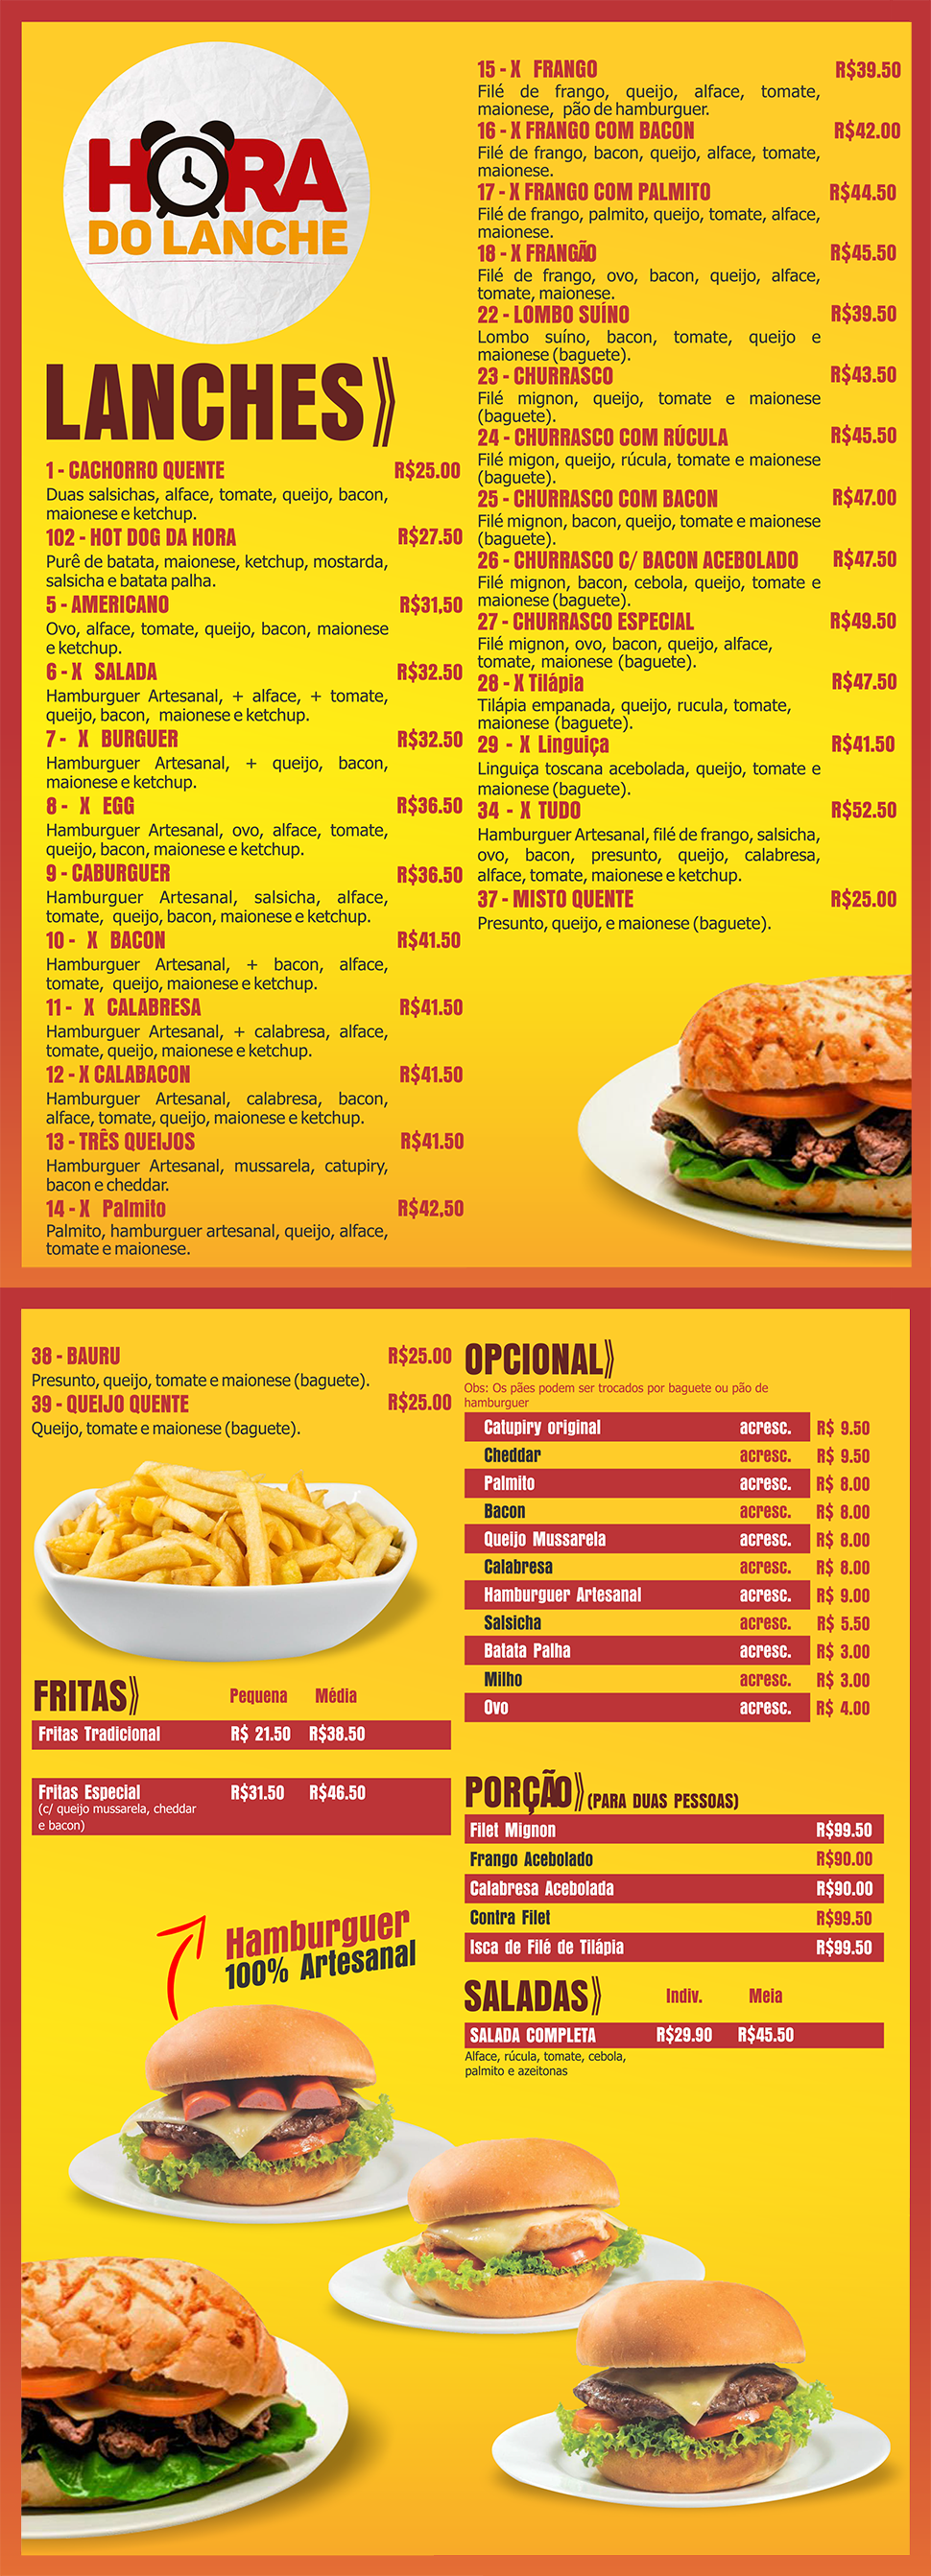 HORA
DO LANCHE
LANCHES
1 - CACHORRO QUENTE R$25.00
Duas salsichas, alface, tomate, queijo, bacon,
maionese e ketchup.
102 - HOT DOG DA HORA R$27.50
Purê de batata, maionese, ketchup, mostarda,
salsicha e batata palha.
5 - AMERICANO R$31,50
Ovo, alface, tomate, queijo, bacon, maionese
e ketchup.
6 - X SALADA R$32.50
Hamburguer Artesanal, + alface, + tomate,
queijo, bacon, maionese e ketchup.
7 - X BURGUER R$32.50
Hamburguer Artesanal, + queijo, bacon,
maionese e ketchup.
8 - X EGG R$36.50
Hamburguer Artesanal, ovo, alface, tomate,
queijo, bacon, maionese e ketchup.
9 - CABURGUER R$36.50
Hamburguer Artesanal, salsicha, alface,
tomate, queijo, bacon, maionese e ketchup.
10 - X BACON R$41.50
Hamburguer Artesanal, + bacon, alface,
tomate, queijo, maionese e ketchup.
11 - X CALABRESA R$41.50
Hamburguer Artesanal, + calabresa, alface,
tomate, queijo, maionese e ketchup.
12 - X CALABACON R$41.50
Hamburguer Artesanal, calabresa, bacon,
alface, tomate, queijo, maionese e ketchup.
13 - TRÊS QUEIJOS R$41.50
Hamburguer Artesanal, mussarela, catupiry,
bacon e cheddar.
14 - X Palmito R$42,50
Palmito, hamburguer artesanal, queijo, alface,
tomate e maionese.
15 - X FRANGO R$39.50
Filé de frango, queijo, alface, tomate,
maionese, pão de hamburguer.
16 - X FRANGO COM BACON R$42.00
Filé de frango, bacon, queijo, alface, tomate,
maionese.
17 - X FRANGO COM PALMITO R$44.50
Filé de frango, palmito, queijo, tomate, alface,
maionese.
18 - X FRANGÃO R$45.50
Filé de frango, ovo, bacon, queijo, alface,
tomate, maionese.
22 - LOMBO SUÍNO R$39.50
Lombo suíno, bacon, tomate, queijo e
maionese (baguete).
23 - CHURRASCO R$43.50
Filé mignon, queijo, tomate e maionese
(baguete).
24 - CHURRASCO COM RÚCULA R$45.50
Filé migon, queijo, rúcula, tomate e maionese
(baguete).
25 - CHURRASCO COM BACON R$47.00
Filé mignon, bacon, queijo, tomate e maionese
(baguete).
26 - CHURRASCO C/ BACON ACEBOLADO R$47.50
Filé mignon, bacon, cebola, queijo, tomate e
maionese (baguete).
27 - CHURRASCO ESPECIAL R$49.50
Filé mignon, ovo, bacon, queijo, alface,
tomate, maionese (baguete).
28 - X Tilápia R$47.50
Tilápia empanada, queijo, rucula, tomate,
maionese (baguete).
29 - X Linguiça R$41.50
Linguiça toscana acebolada, queijo, tomate e
maionese (baguete).
34 - X TUDO R$52.50
Hamburguer Artesanal, filé de frango, salsicha,
ovo, bacon, presunto, queijo, calabresa,
alface, tomate, maionese e ketchup.
37 - MISTO QUENTE R$25.00
Presunto, queijo, e maionese (baguete).
38 - BAURU R$25.00
Presunto, queijo, tomate e maionese (baguete).
39 - QUEIJO QUENTE R$25.00
Queijo, tomate e maionese (baguete).
FRITAS Pequena Média
Fritas Tradicional R$ 21.50 R$38.50
Fritas Especial R$31.50 R$46.50
(c/ queijo mussarela, cheddar
e bacon)
Hamburguer
100% Artesanal
OPCIONAL
Obs: Os pães podem ser trocados por baguete ou pão de
hamburguer
Catupiry original acresc. R$ 9.50
Cheddar acresc. R$ 9.50
Palmito acresc. R$ 8.00
Bacon acresc. R$ 8.00
Queijo Mussarela acresc. R$ 8.00
Calabresa acresc. R$ 8.00
Hamburguer Artesanal acresc. R$ 9.00
Salsicha acresc. R$ 5.50
Batata Palha acresc. R$ 3.00
Milho acresc. R$ 3.00
Ovo acresc. R$ 4.00
PORÇÃO (PARA DUAS PESSOAS)
Filet Mignon R$99.50
Frango Acebolado R$90.00
Calabresa Acebolada R$90.00
Contra Filet R$99.50
Isca de Filé de Tilápia R$99.50
SALADAS Indiv. Meia
SALADA COMPLETA R$29.90 R$45.50
Alface, rúcula, tomate, cebola,
palmito e azeitonas